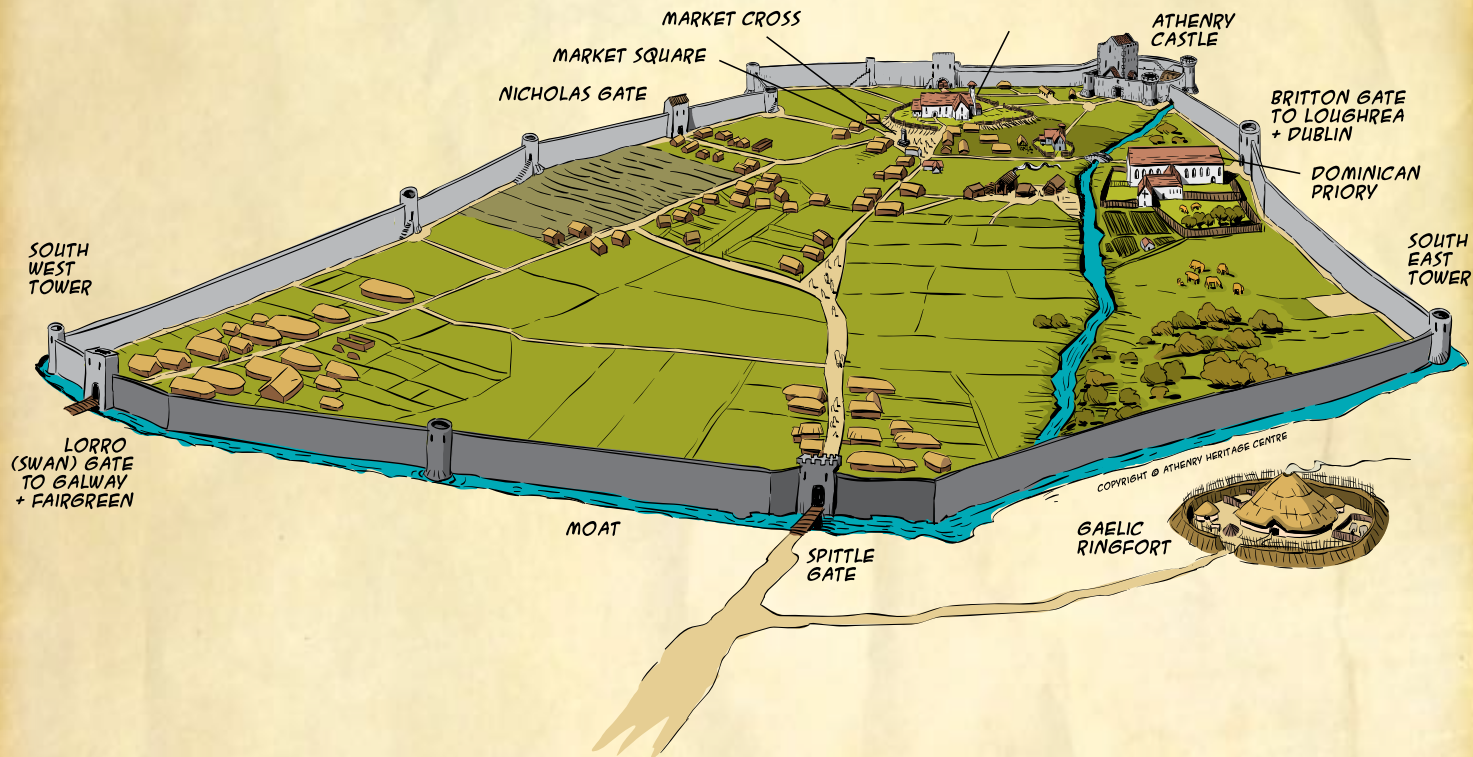 MARKET CROSS
MARKET SQUARE
NICHOLAS GATE
ATHENRY
CASTLE
BRITTON GATE
TO LOUGHREA
+ DUBLIN
DOMINICAN
PRIORY
SOUTH
WEST
TOWER
SOUTH
EAST
TOWER
LORRO
(SWAN) GATE
TO GALWAY
+ FAIRGREEN
MOAT
SPITTLE
GATE
COPYRIGHT © ATHENRY HERITAGE CENTRE
GAELIC
RINGFORT